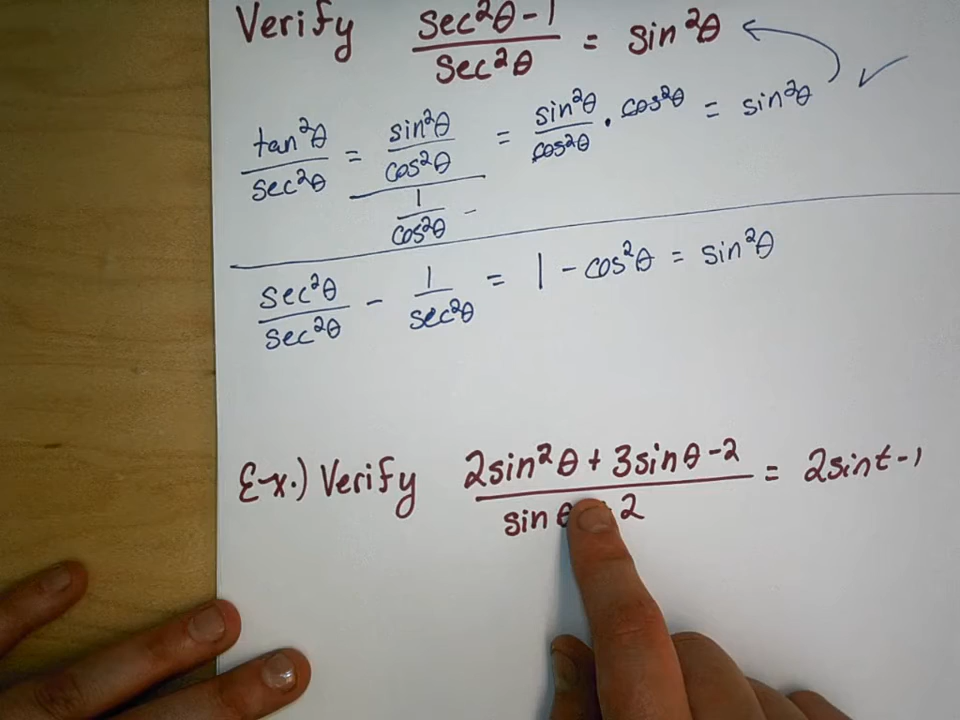 Verify (sec²θ-1)/(sec²θ) = sin²θ
tan²θ/sec²θ = (sin²θ/cos²θ)/(1/cos²θ) = sin²θ/cos²θ · cos²θ = sin²θ ✓
sec²θ/sec²θ - 1/sec²θ = 1 - cos²θ = sin²θ
Ex.) Verify (2sin²θ + 3sinθ - 2)/(sin θ 2) = 2sint - 1